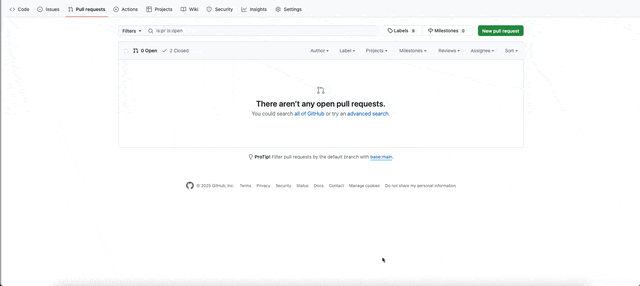 Code Issues Pull requests Actions Projects Wiki Security Insights Settings
Filters is:pr is:open Labels 9 Milestones 0 New pull request
0 Open 2 Closed Author Label Projects Milestones Reviews Assignee Sort
There aren't any open pull requests.
You could search all of GitHub or try an advanced search.
ProTip! Filter pull requests by the default branch with base:main.
© 2025 GitHub, Inc. Terms Privacy Security Status Docs Contact Manage cookies Do not share my personal information